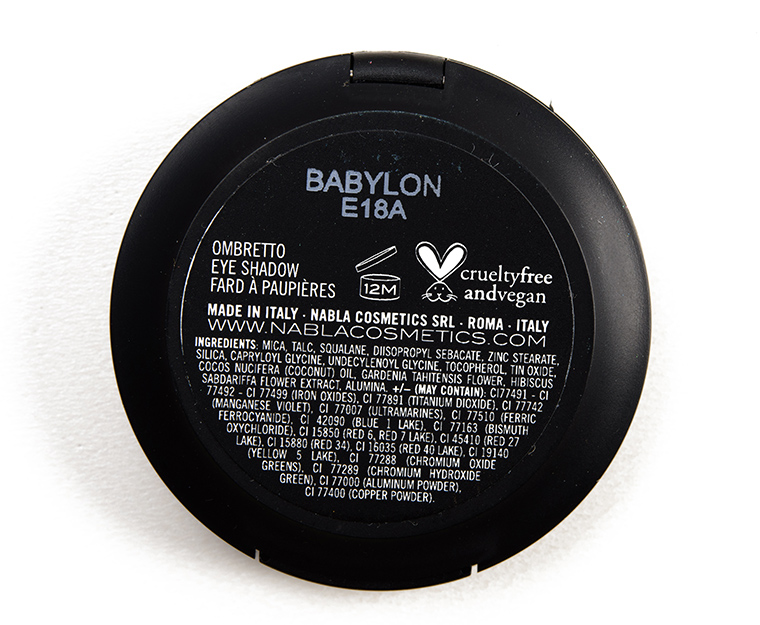 BABYLON
E18A
OMBRETTO
EYE SHADOW
FARD À PAUPIÈRES
12M
crueltyfree
andvegan
MADE IN ITALY · NABLA COSMETICS SRL · ROMA · ITALY
WWW.NABLACOSMETICS.COM
INGREDIENTS: MICA, TALC, SQUALANE, DIISOPROPYL SEBACATE, ZINC STEARATE,
SILICA, CAPRYLOYL GLYCINE, UNDECYLENOYL GLYCINE, TOCOPHEROL, TIN OXIDE,
COCOS NUCIFERA (COCONUT) OIL, GARDENIA TAHITENSIS FLOWER, HIBISCUS
SABDARIFFA FLOWER EXTRACT, ALUMINA. +/– (MAY CONTAIN): CI77491 - CI
77492 - CI 77499 (IRON OXIDES), CI 77891 (TITANIUM DIOXIDE), CI 77742
(MANGANESE VIOLET), CI 77007 (ULTRAMARINES), CI 77510 (FERRIC
FERROCYANIDE), CI 42090 (BLUE 1 LAKE), CI 77163 (BISMUTH
OXYCHLORIDE), CI 15850 (RED 6, RED 7 LAKE), CI 45410 (RED 27
LAKE), CI 15880 (RED 34), CI 16035 (RED 40 LAKE), CI 19140
(YELLOW 5 LAKE), CI 77288 (CHROMIUM OXIDE
GREENS), CI 77289 (CHROMIUM HYDROXIDE
GREEN), CI 77000 (ALUMINUM POWDER),
CI 77400 (COPPER POWDER).